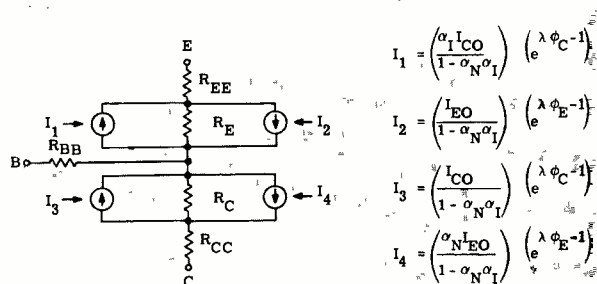 E
R_EE
I_1
R_E
I_2
R_BB
B
I_3
R_C
I_4
R_CC
C
I_1 = (α_I I_CO / 1 - α_N α_I) (e^λ φ_C -1)
I_2 = (I_EO / 1 - α_N α_I) (e^λ φ_E -1)
I_3 = (I_CO / 1 - α_N α_I) (e^λ φ_C -1)
I_4 = (α_N I_EO / 1 - α_N α_I) (e^λ φ_E -1)